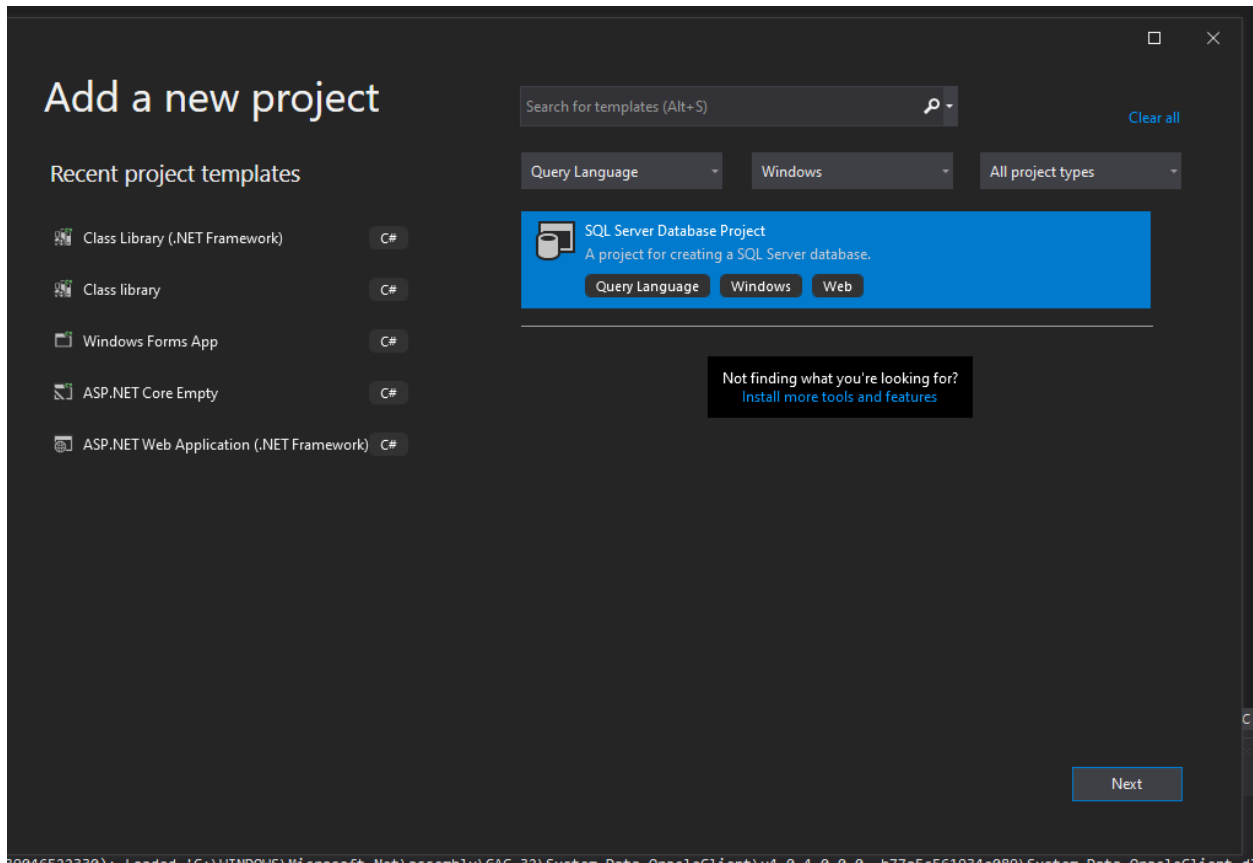 Add a new project
Search for templates (Alt+S)
Clear all
Recent project templates
Query Language
Windows
All project types
Class Library (.NET Framework)
C#
Class library
C#
Windows Forms App
C#
ASP.NET Core Empty
C#
ASP.NET Web Application (.NET Framework)
C#
SQL Server Database Project
A project for creating a SQL Server database.
Query Language
Windows
Web
Not finding what you're looking for?
Install more tools and features
C
Next